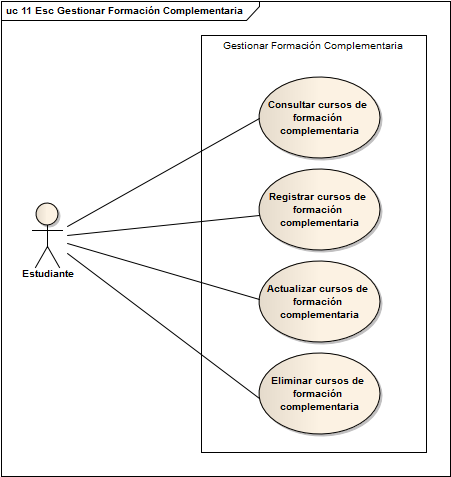 uc 11 Esc Gestionar Formación Complementaria
Gestionar Formación Complementaria
Consultar cursos de
formación
complementaria
Registrar cursos de
formación
complementaria
Estudiante
Actualizar cursos de
formación
complementaria
Eliminar cursos de
formación
complementaria